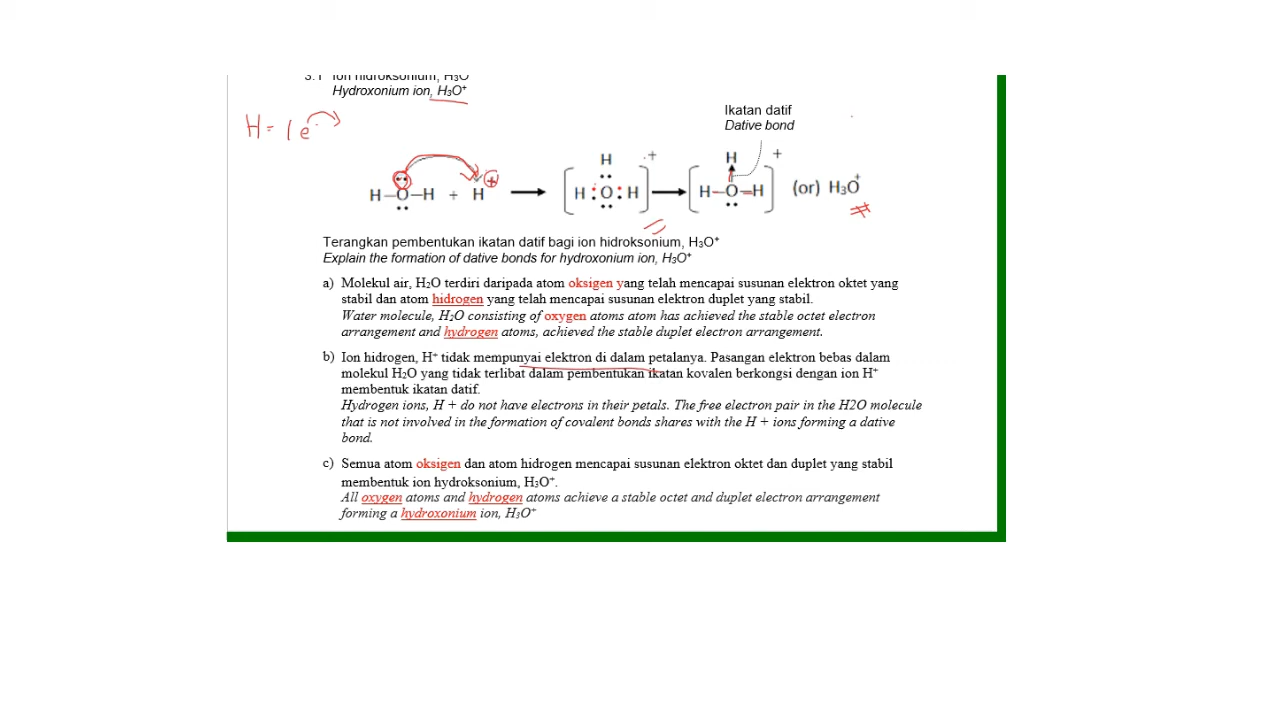 3.1 Ion hidroksonium, H₃O⁺
Hydroxonium ion, H₃O⁺
H = 1 e⁻
Ikatan datif
Dative bond
H–O–H + H⁺ → [H:O:H H]⁺ → [H–O–H H]⁺ (or) H₃O⁺
Terangkan pembentukan ikatan datif bagi ion hidroksonium, H₃O⁺
Explain the formation of dative bonds for hydroxonium ion, H₃O⁺
a) Molekul air, H₂O terdiri daripada atom oksigen yang telah mencapai susunan elektron oktet yang
stabil dan atom hidrogen yang telah mencapai susunan elektron duplet yang stabil.
Water molecule, H₂O consisting of oxygen atoms atom has achieved the stable octet electron
arrangement and hydrogen atoms, achieved the stable duplet electron arrangement.
b) Ion hidrogen, H⁺ tidak mempunyai elektron di dalam petalanya. Pasangan elektron bebas dalam
molekul H₂O yang tidak terlibat dalam pembentukan ikatan kovalen berkongsi dengan ion H⁺
membentuk ikatan datif.
Hydrogen ions, H + do not have electrons in their petals. The free electron pair in the H2O molecule
that is not involved in the formation of covalent bonds shares with the H + ions forming a dative
bond.
c) Semua atom oksigen dan atom hidrogen mencapai susunan elektron oktet dan duplet yang stabil
membentuk ion hydroksonium, H₃O⁺.
All oxygen atoms and hydrogen atoms achieve a stable octet and duplet electron arrangement
forming a hydroxonium ion, H₃O⁺